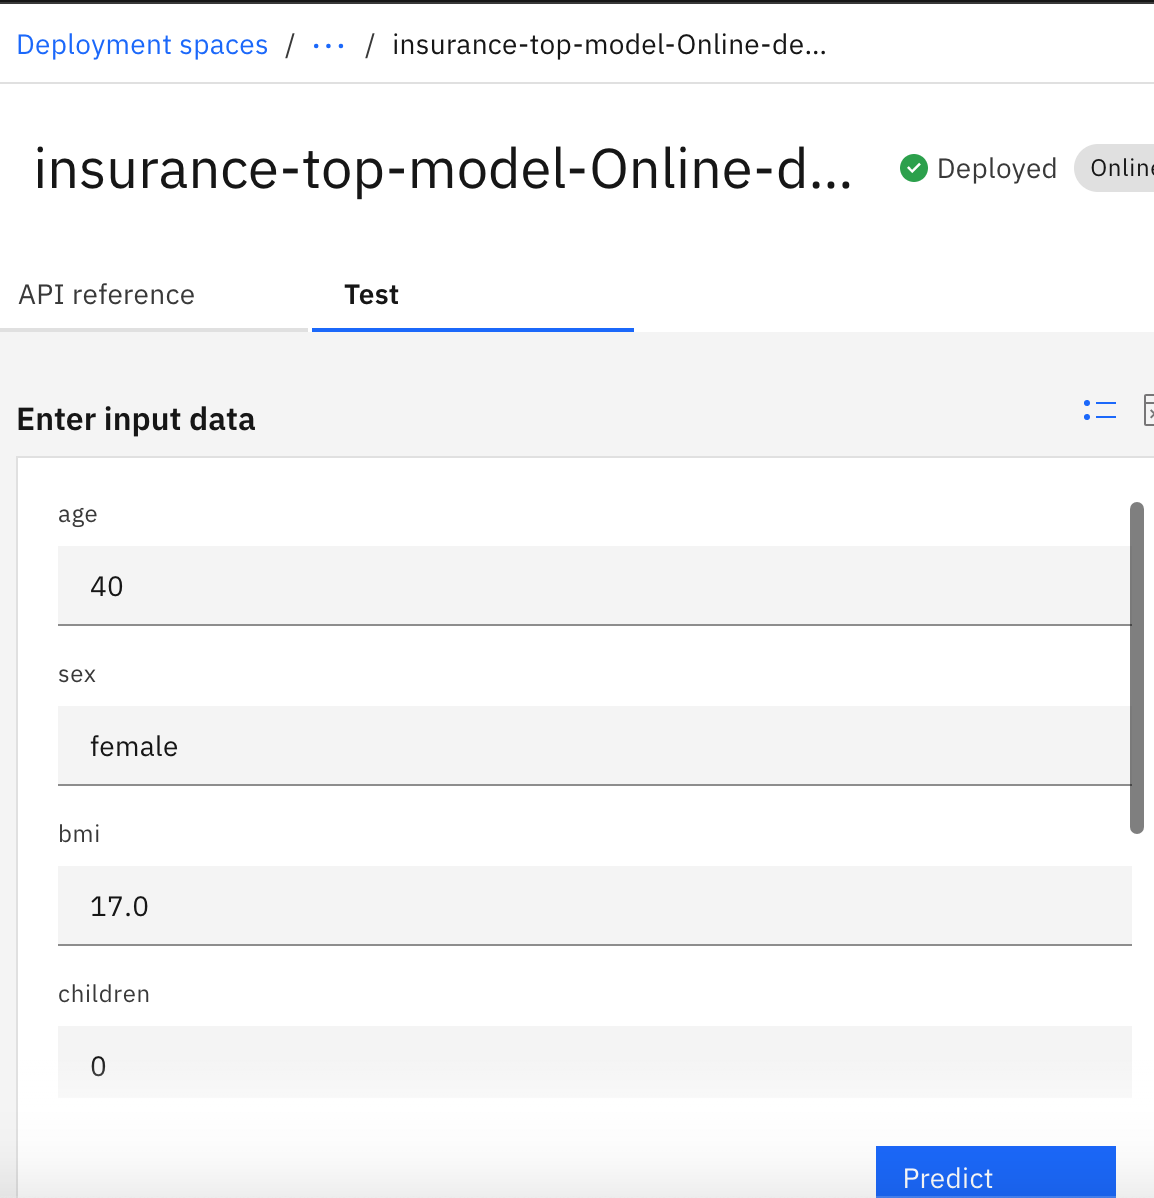 Deployment spaces / ... / insurance-top-model-Online-de...
insurance-top-model-Online-d... Deployed Online
API reference Test
Enter input data
age
40
sex
female
bmi
17.0
children
0
Predict